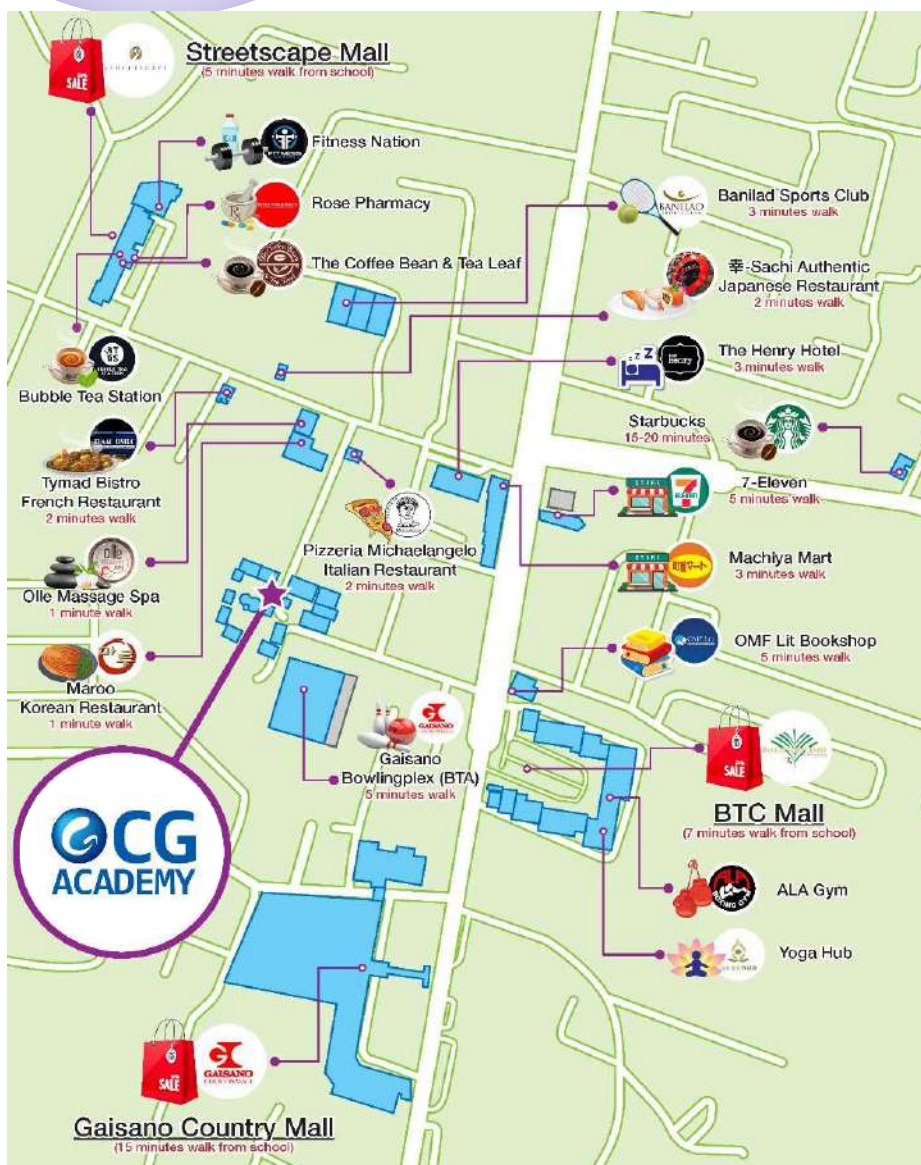 Streetscape Mall
(5 minutes walk from school)
SALE
Fitness Nation
Rose Pharmacy
The Coffee Bean & Tea Leaf
Bubble Tea Station
Tymad Bistro
French Restaurant
2 minutes walk
Olle Massage Spa
1 minute walk
Maroo
Korean Restaurant
1 minute walk
CG
ACADEMY
Pizzeria Michaelangelo
Italian Restaurant
2 minutes walk
GAISANO
Gaisano
Bowlingplex (BTA)
5 minutes walk
BANILAD
Banilad Sports Club
3 minutes walk
幸-Sachi Authentic
Japanese Restaurant
2 minutes walk
Henry
The Henry Hotel
3 minutes walk
Starbucks
15-20 minutes
7-Eleven
5 minutes walk
Machiya Mart
3 minutes walk
OMF Lit Bookshop
5 minutes walk
SALE
BTC Mall
(7 minutes walk from school)
ALA Gym
Yoga Hub
SALE
GAISANO
Gaisano Country Mall
(15 minutes walk from school)